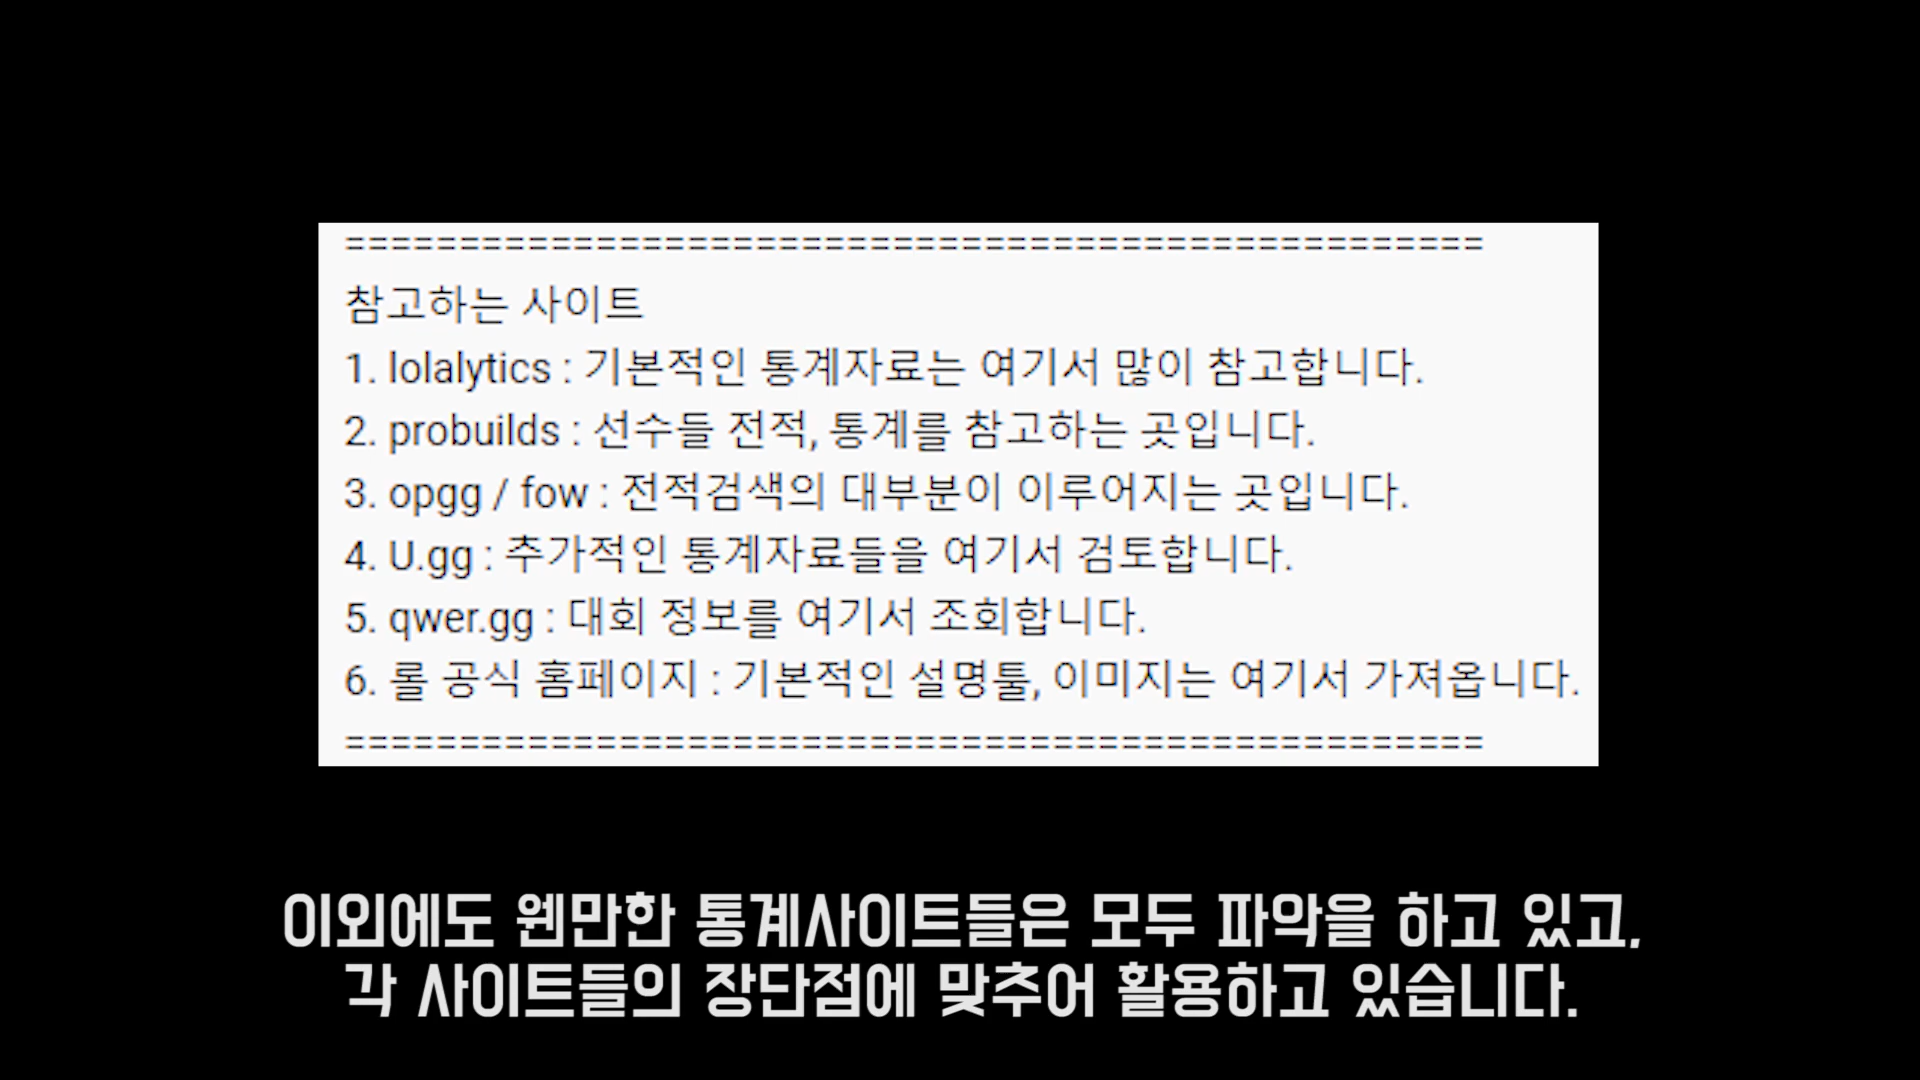 ==================================================
참고하는 사이트
1. lolalytics : 기본적인 통계자료는 여기서 많이 참고합니다.
2. probuilds : 선수들 전적, 통계를 참고하는 곳입니다.
3. opgg / fow : 전적검색의 대부분이 이루어지는 곳입니다.
4. U.gg : 추가적인 통계자료들을 여기서 검토합니다.
5. qwer.gg : 대회 정보를 여기서 조회합니다.
6. 롤 공식 홈페이지 : 기본적인 설명툴, 이미지는 여기서 가져옵니다.
==================================================
이외에도 웬만한 통계사이트들은 모두 파악을 하고 있고,
각 사이트들의 장단점에 맞추어 활용하고 있습니다.